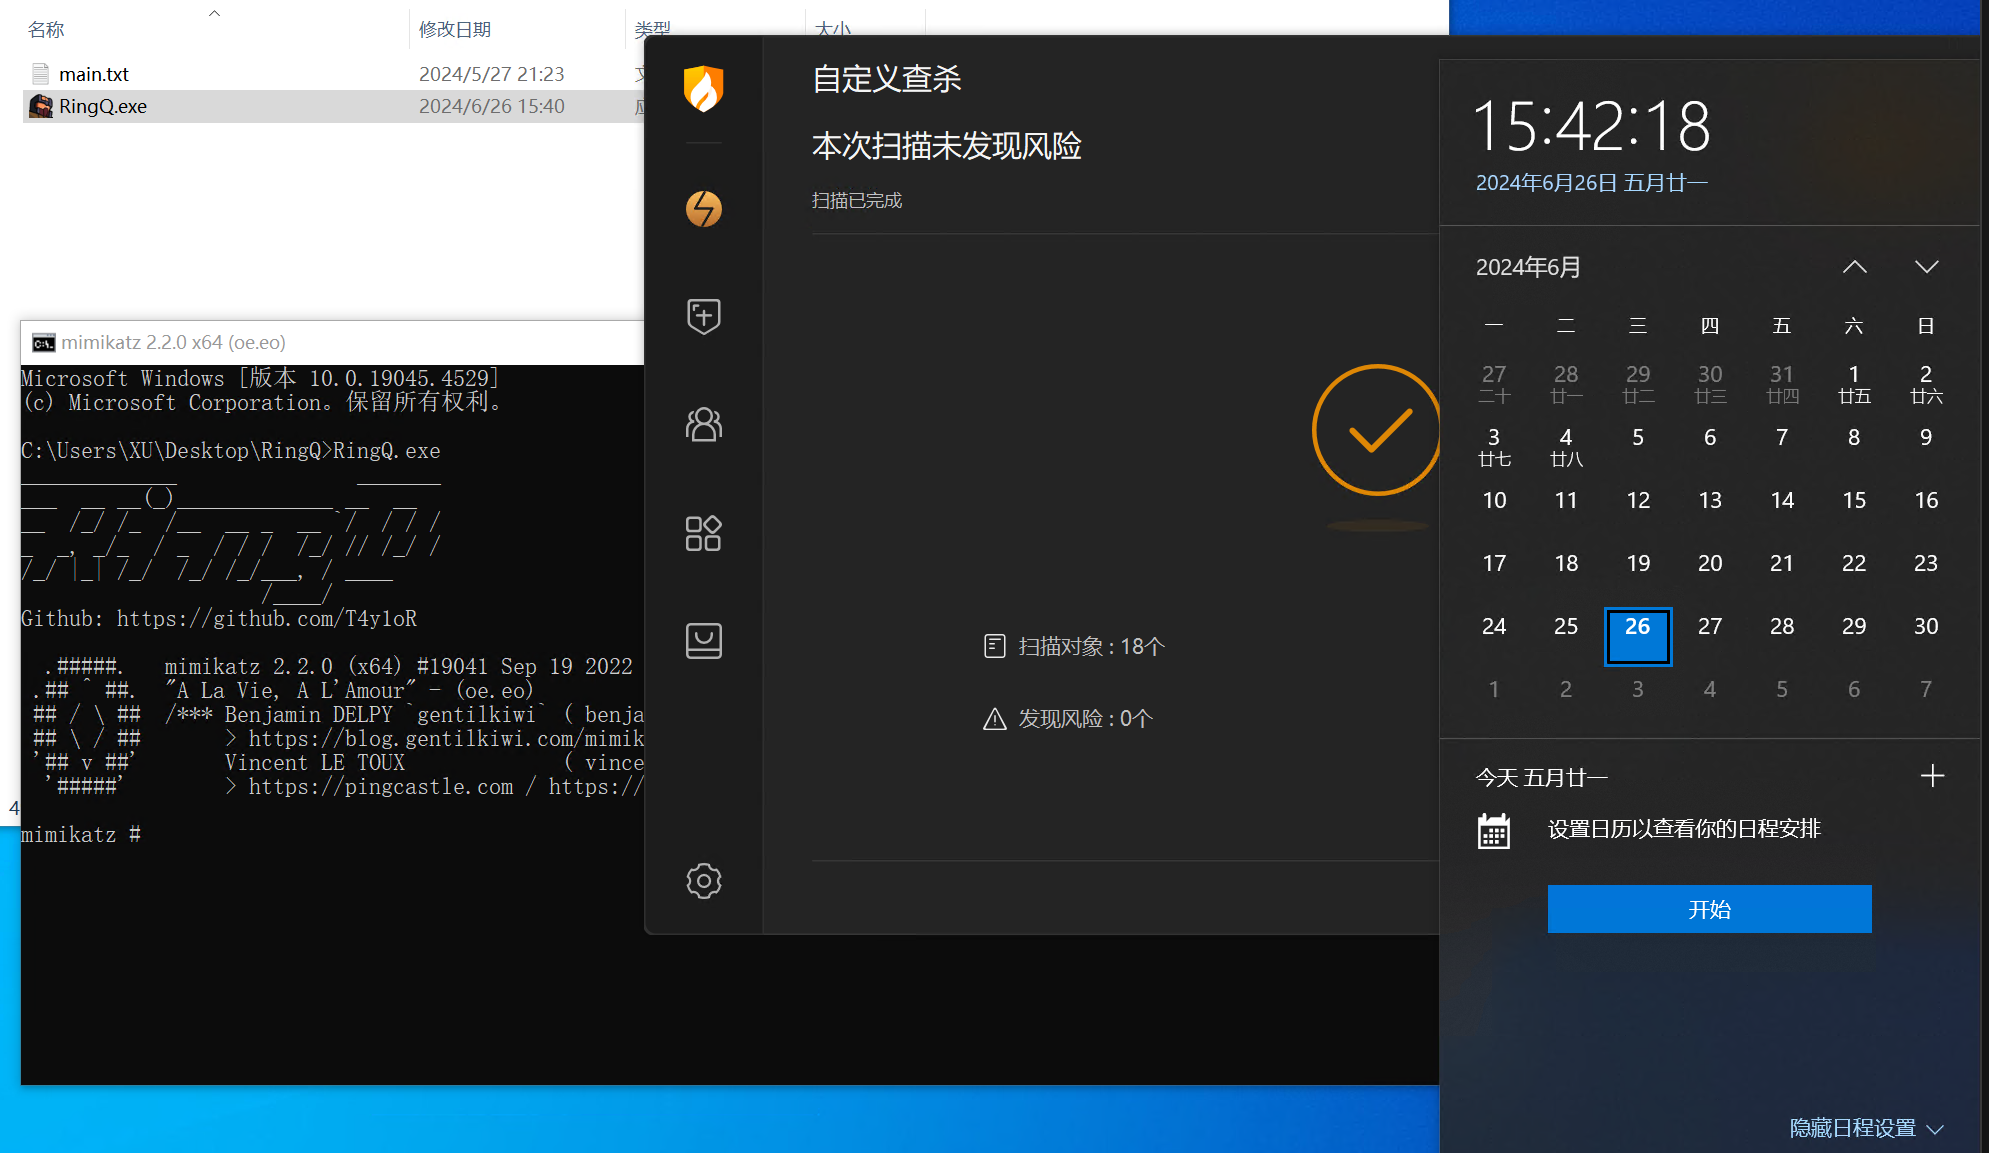 名称
修改日期
类型
大小
main.txt
2024/5/27 21:23
RingQ.exe
2024/6/26 15:40
4
mimikatz 2.2.0 x64 (oe.eo)
Microsoft Windows [版本 10.0.19045.4529]
(c) Microsoft Corporation。保留所有权利。
C:\Users\XU\Desktop\RingQ>RingQ.exe
Github: https://github.com/T4y1oR
.#####.   mimikatz 2.2.0 (x64) #19041 Sep 19 2022
.## ^ ##.  "A La Vie, A L'Amour" - (oe.eo)
## / \ ##  /*** Benjamin DELPY `gentilkiwi` ( benja
## \ / ##       > https://blog.gentilkiwi.com/mimik
'## v ##'       Vincent LE TOUX             ( vince
'#####'        > https://pingcastle.com / https://
mimikatz #
自定义查杀
本次扫描未发现风险
扫描已完成
扫描对象 : 18个
发现风险 : 0个
15:42:18
2024年6月26日 五月廿一
2024年6月
一 二 三 四 五 六 日
27 28 29 30 31 1 2
二十 廿一 廿二 廿三 廿四 廿五 廿六
3 4 5 6 7 8 9
廿七 廿八
10 11 12 13 14 15 16
17 18 19 20 21 22 23
24 25 26 27 28 29 30
1 2 3 4 5 6 7
今天 五月廿一
设置日历以查看你的日程安排
开始
隐藏日程设置